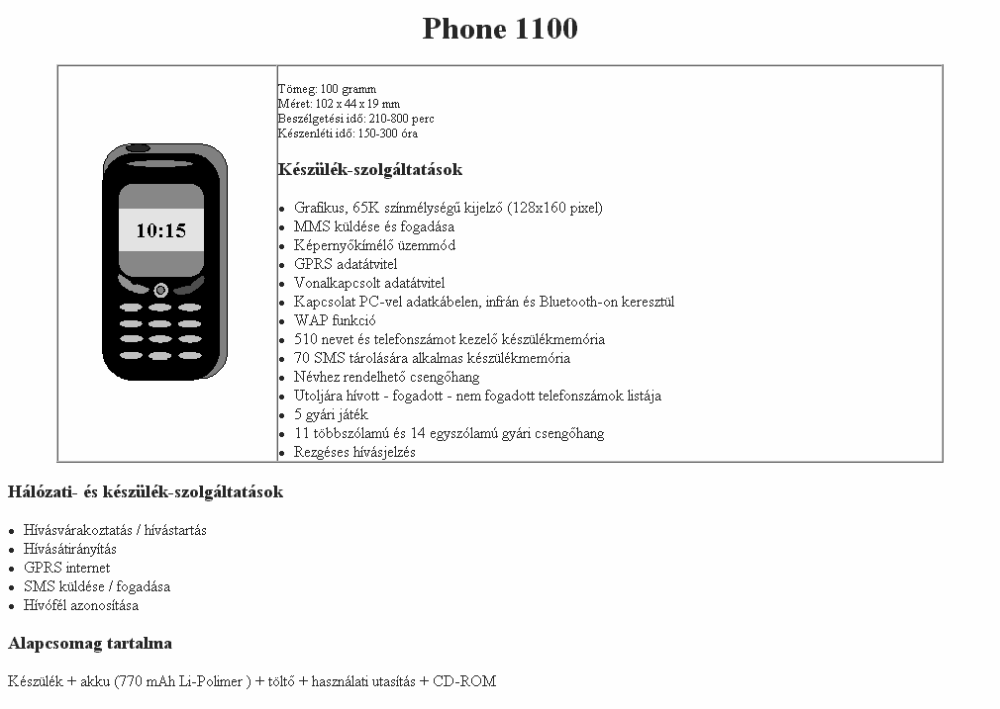 Phone 1100
10:15
Tömeg: 100 gramm
Méret: 102 x 44 x 19 mm
Beszélgetési idő: 210-800 perc
Készenléti idő: 150-300 óra
Készülék-szolgáltatások
Grafikus, 65K színmélységű kijelző (128x160 pixel)
MMS küldése és fogadása
Képernyőkímélő üzemmód
GPRS adatátvitel
Vonalkapcsolt adatátvitel
Kapcsolat PC-vel adatkábelen, infrán és Bluetooth-on keresztül
WAP funkció
510 nevet és telefonszámot kezelő készülékmemória
70 SMS tárolására alkalmas készülékmemória
Névhez rendelhető csengőhang
Utoljára hívott - fogadott - nem fogadott telefonszámok listája
5 gyári játék
11 többszólamú és 14 egyszólamú gyári csengőhang
Rezgéses hívásjelzés
Hálózati- és készülék-szolgáltatások
Hívásvárakoztatás / hívástartás
Hívásátirányítás
GPRS internet
SMS küldése / fogadása
Hívófél azonosítása
Alapcsomag tartalma
Készülék + akku (770 mAh Li-Polimer ) + töltő + használati utasítás + CD-ROM